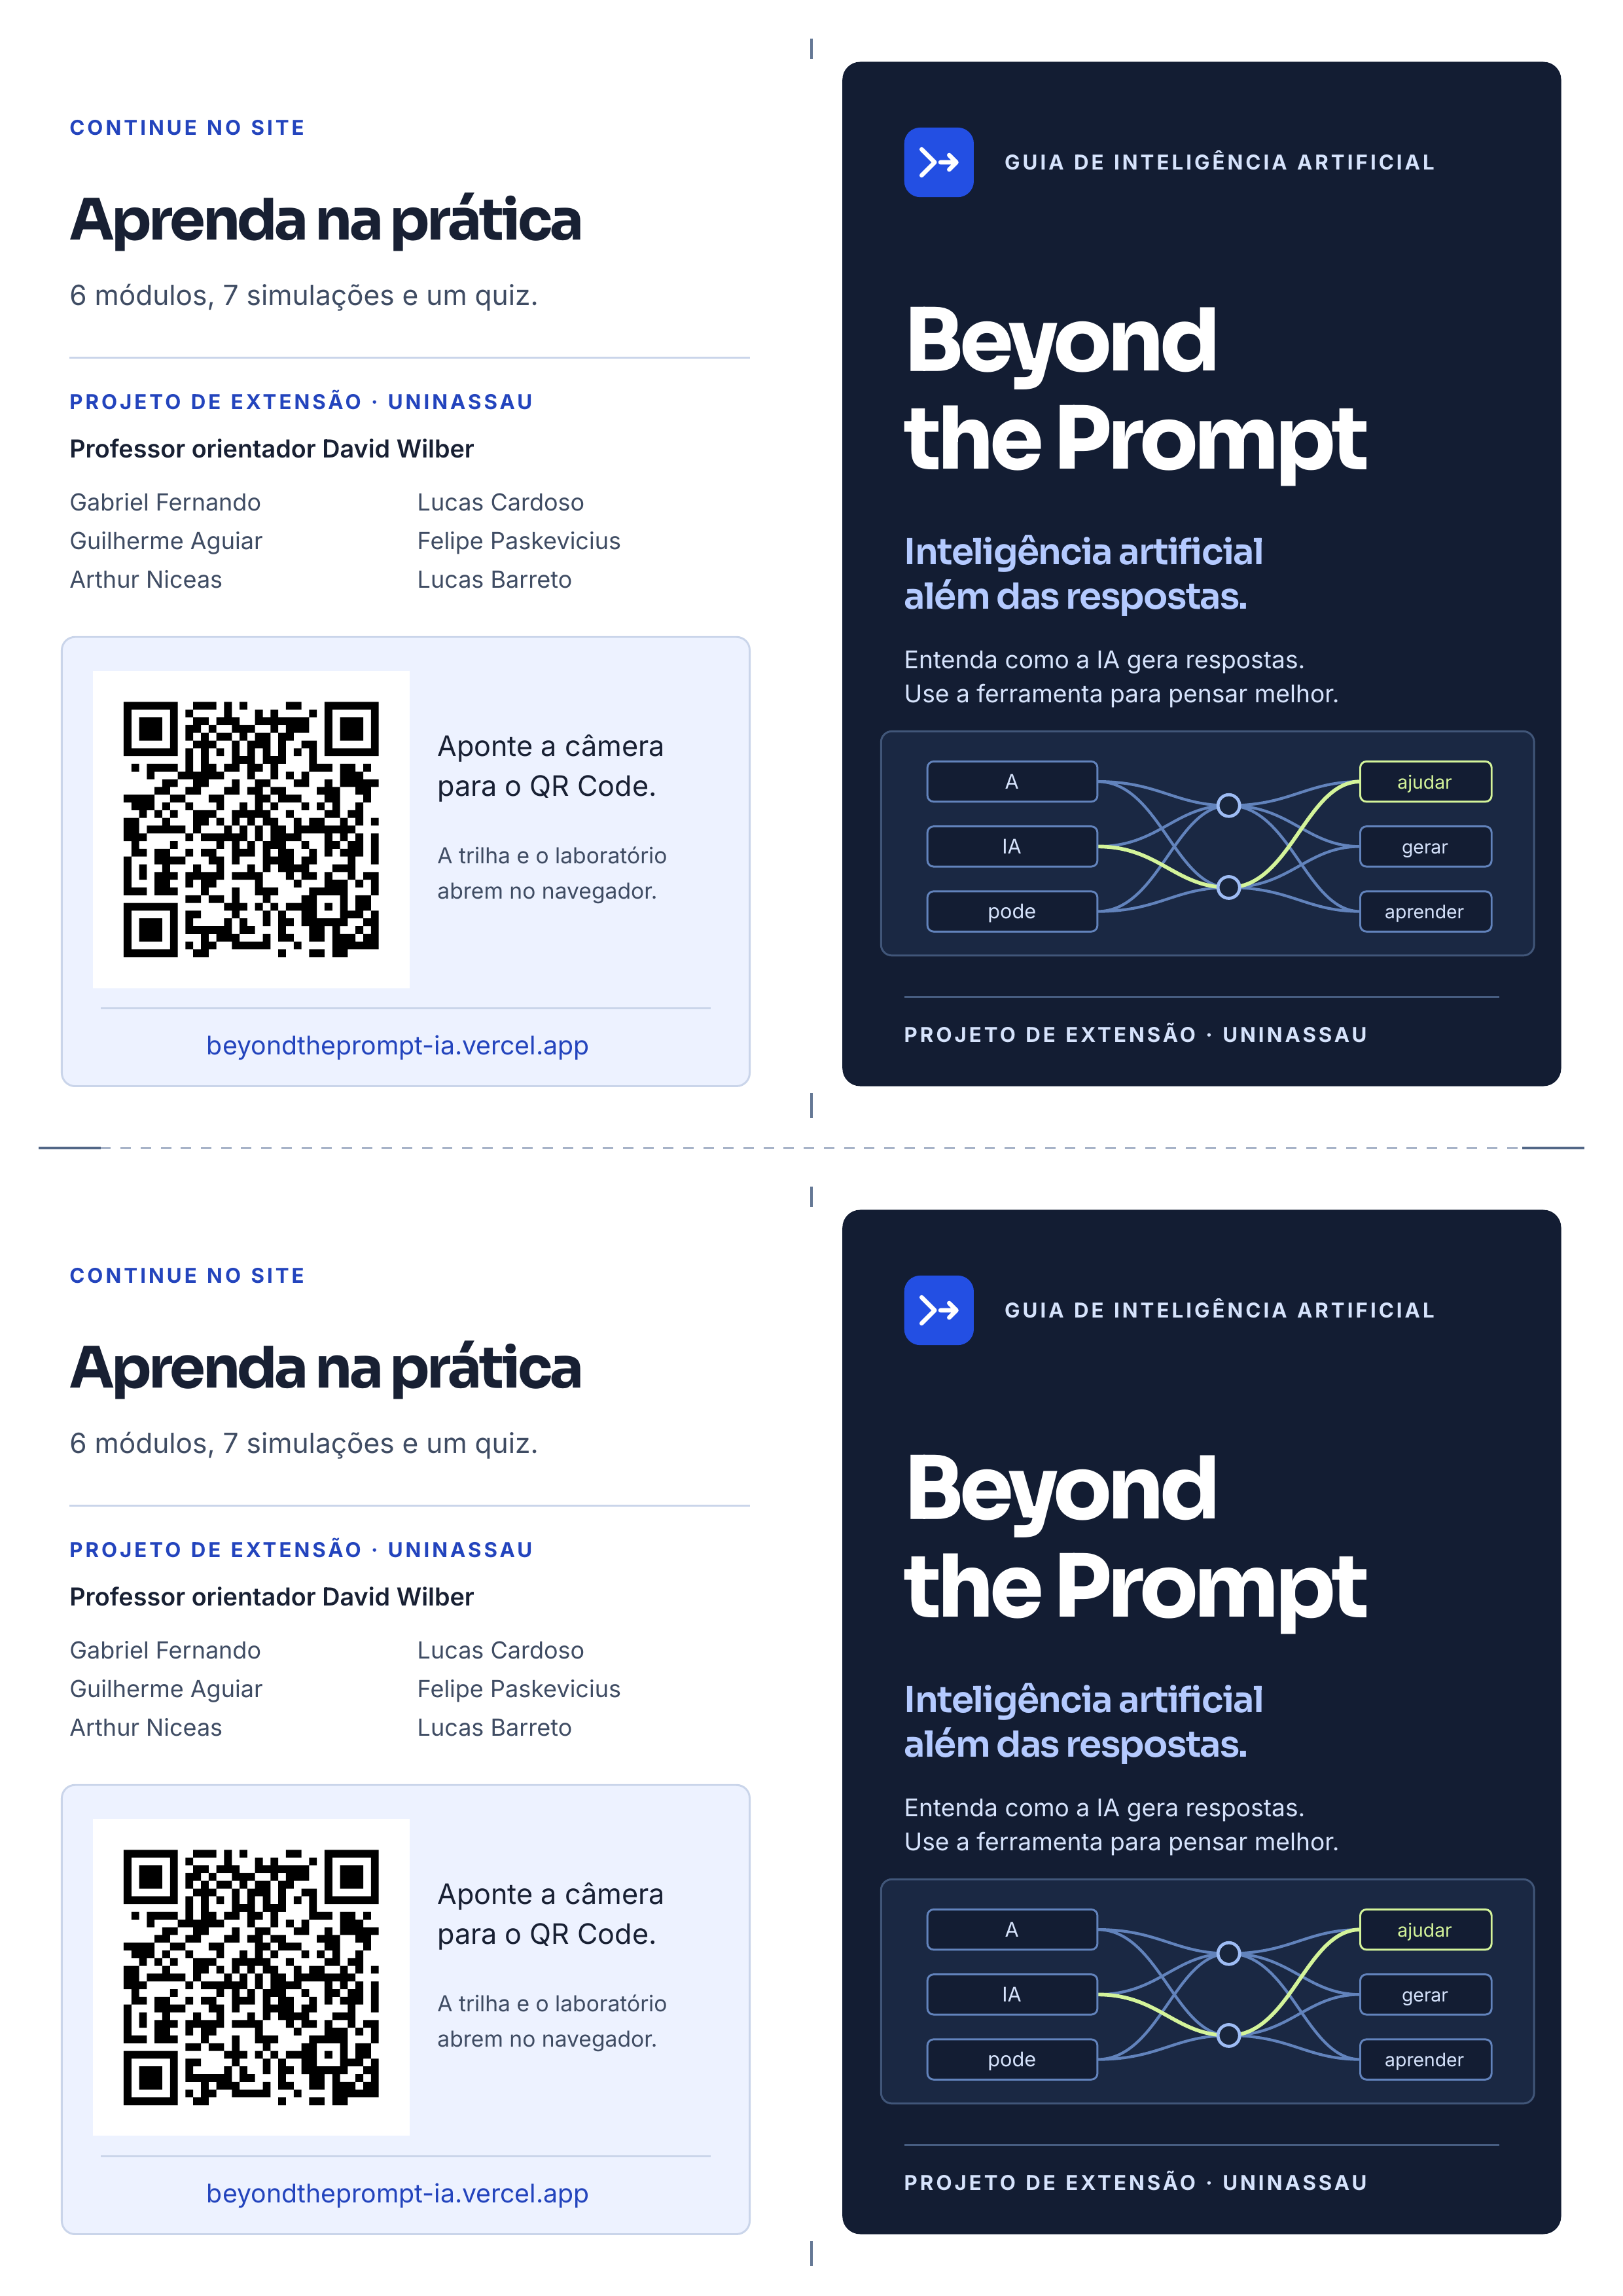 CONTINUE NO SITE
Aprenda na prática
6 módulos, 7 simulações e um quiz.
PROJETO DE EXTENSÃO · UNINASSAU
Professor orientador David Wilber
Gabriel Fernando
Lucas Cardoso
Guilherme Aguiar
Felipe Paskevicius
Arthur Niceas
Lucas Barreto
Aponte a câmera
para o QR Code.
A trilha e o laboratório
abrem no navegador.
beyondtheprompt-ia.vercel.app
GUIA DE INTELIGÊNCIA ARTIFICIAL
Beyond
the Prompt
Inteligência artificial
além das respostas.
Entenda como a IA gera respostas.
Use a ferramenta para pensar melhor.
A
ajudar
IA
gerar
pode
aprender
PROJETO DE EXTENSÃO · UNINASSAU
CONTINUE NO SITE
Aprenda na prática
6 módulos, 7 simulações e um quiz.
PROJETO DE EXTENSÃO · UNINASSAU
Professor orientador David Wilber
Gabriel Fernando
Lucas Cardoso
Guilherme Aguiar
Felipe Paskevicius
Arthur Niceas
Lucas Barreto
Aponte a câmera
para o QR Code.
A trilha e o laboratório
abrem no navegador.
beyondtheprompt-ia.vercel.app
GUIA DE INTELIGÊNCIA ARTIFICIAL
Beyond
the Prompt
Inteligência artificial
além das respostas.
Entenda como a IA gera respostas.
Use a ferramenta para pensar melhor.
A
ajudar
IA
gerar
pode
aprender
PROJETO DE EXTENSÃO · UNINASSAU